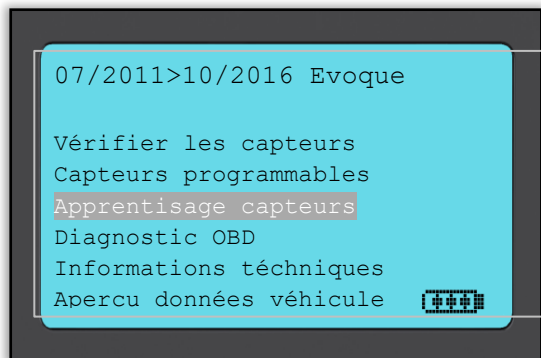 07/2011>10/2016 Evoque
Vérifier les capteurs
Capteurs programmables
Apprentisage capteurs
Diagnostic OBD
Informations téchniques
Apercu données véhicule